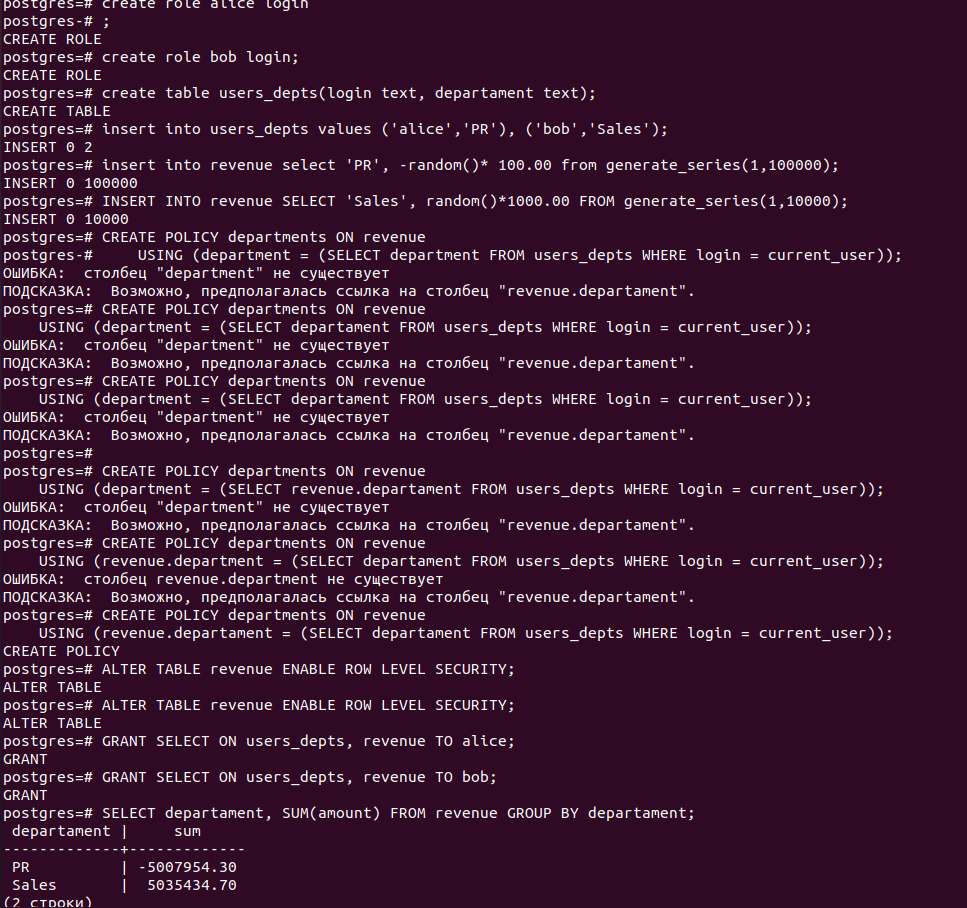 postgres=# create role alice login
postgres-# ;
CREATE ROLE
postgres=# create role bob login;
CREATE ROLE
postgres=# create table users_depts(login text, departament text);
CREATE TABLE
postgres=# insert into users_depts values ('alice','PR'), ('bob','Sales');
INSERT 0 2
postgres=# insert into revenue select 'PR', -random()* 100.00 from generate_series(1,100000);
INSERT 0 100000
postgres=# INSERT INTO revenue SELECT 'Sales', random()*1000.00 FROM generate_series(1,10000);
INSERT 0 10000
postgres=# CREATE POLICY departments ON revenue
postgres-#     USING (department = (SELECT department FROM users_depts WHERE login = current_user));
ОШИБКА:  столбец "department" не существует
ПОДСКАЗКА:  Возможно, предполагалась ссылка на столбец "revenue.departament".
postgres=# CREATE POLICY departments ON revenue
    USING (department = (SELECT departament FROM users_depts WHERE login = current_user));
ОШИБКА:  столбец "department" не существует
ПОДСКАЗКА:  Возможно, предполагалась ссылка на столбец "revenue.departament".
postgres=# CREATE POLICY departments ON revenue
    USING (department = (SELECT departament FROM users_depts WHERE login = current_user));
ОШИБКА:  столбец "department" не существует
ПОДСКАЗКА:  Возможно, предполагалась ссылка на столбец "revenue.departament".
postgres=#
postgres=# CREATE POLICY departments ON revenue
    USING (department = (SELECT revenue.departament FROM users_depts WHERE login = current_user));
ОШИБКА:  столбец "department" не существует
ПОДСКАЗКА:  Возможно, предполагалась ссылка на столбец "revenue.departament".
postgres=# CREATE POLICY departments ON revenue
    USING (revenue.department = (SELECT departament FROM users_depts WHERE login = current_user));
ОШИБКА:  столбец revenue.department не существует
ПОДСКАЗКА:  Возможно, предполагалась ссылка на столбец "revenue.departament".
postgres=# CREATE POLICY departments ON revenue
    USING (revenue.departament = (SELECT departament FROM users_depts WHERE login = current_user));
CREATE POLICY
postgres=# ALTER TABLE revenue ENABLE ROW LEVEL SECURITY;
ALTER TABLE
postgres=# ALTER TABLE revenue ENABLE ROW LEVEL SECURITY;
ALTER TABLE
postgres=# GRANT SELECT ON users_depts, revenue TO alice;
GRANT
postgres=# GRANT SELECT ON users_depts, revenue TO bob;
GRANT
postgres=# SELECT departament, SUM(amount) FROM revenue GROUP BY departament;
 departament |     sum
-------------+-------------
 PR          | -5007954.30
 Sales       |  5035434.70
(2 строки)